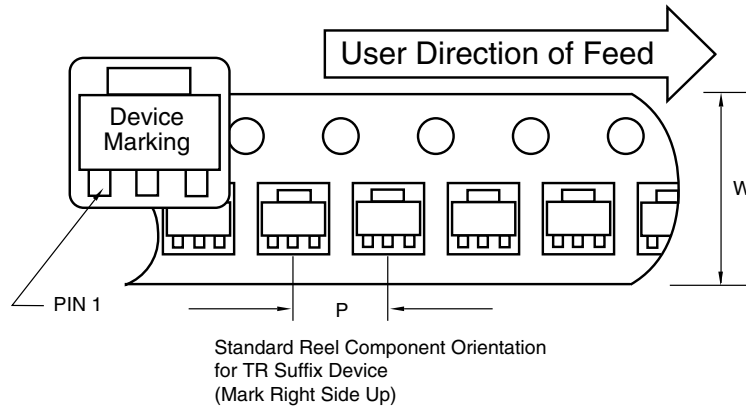 User Direction of Feed
Device
Marking
W
PIN 1
P
Standard Reel Component Orientation
for TR Suffix Device
(Mark Right Side Up)